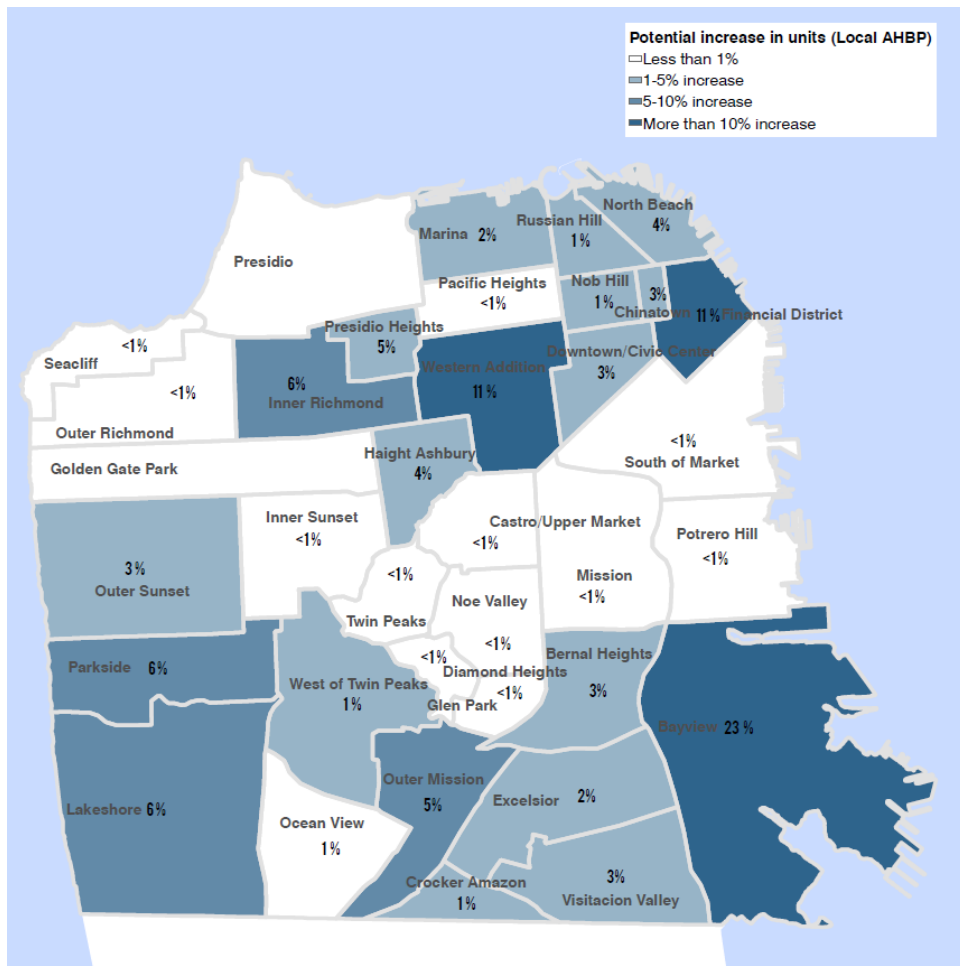 Potential increase in units (Local AHBP)
Less than 1%
1-5% increase
5-10% increase
More than 10% increase
North Beach
4%
Russian Hill
1%
Marina 2%
Presidio
Pacific Heights
<1%
Nob Hill
1%
3%
Chinatown
11 % Financial District
Presidio Heights
5%
<1%
Seacliff
Western Addition
11 %
Downtown/Civic Center
3%
6%
Inner Richmond
<1%
Outer Richmond
Golden Gate Park
Haight Ashbury
4%
<1%
South of Market
Inner Sunset
<1%
Castro/Upper Market
<1%
Potrero Hill
<1%
3%
Outer Sunset
<1%
Twin Peaks
Mission
<1%
Noe Valley
<1%
Parkside 6%
<1%
Diamond Heights
<1%
Glen Park
Bernal Heights
3%
West of Twin Peaks
1%
Bayview 23 %
Outer Mission
5%
Excelsior 2%
Lakeshore 6%
Ocean View
1%
Crocker Amazon
1%
3%
Visitacion Valley